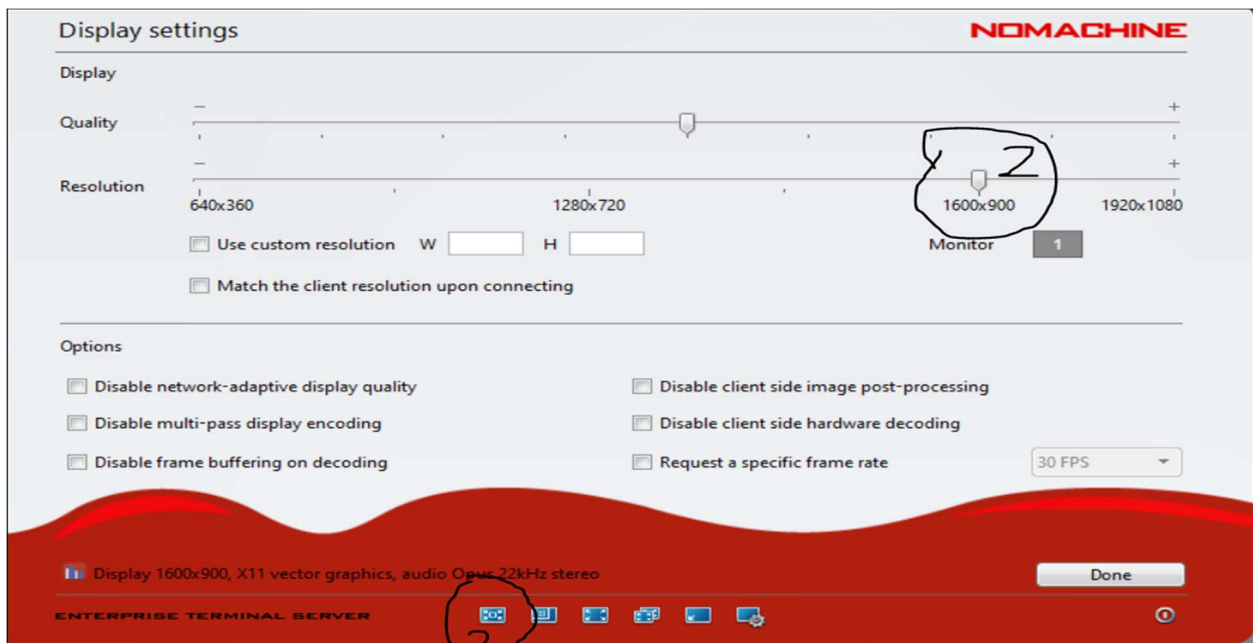 Display settings
NOMACHINE
Display
Quality
Resolution
2
640x360 1280x720 1600x900 1920x1080
Use custom resolution W H Monitor 1
Match the client resolution upon connecting
Options
Disable network-adaptive display quality Disable client side image post-processing
Disable multi-pass display encoding Disable client side hardware decoding
Disable frame buffering on decoding Request a specific frame rate 30 FPS
Display 1600x900, X11 vector graphics, audio Opus 22kHz stereo Done
ENTERPRISE TERMINAL SERVER